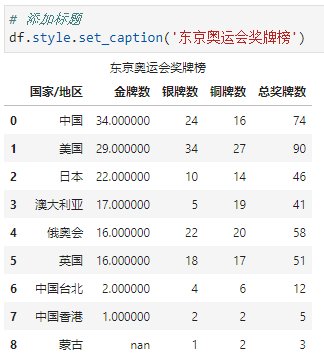 # 添加标题
df.style.set_caption('东京奥运会奖牌榜')
东京奥运会奖牌榜
国家/地区 金牌数 银牌数 铜牌数 总奖牌数
0 中国 34.000000 24 16 74
1 美国 29.000000 34 27 90
2 日本 22.000000 10 14 46
3 澳大利亚 17.000000 5 19 41
4 俄奥会 16.000000 22 20 58
5 英国 16.000000 18 17 51
6 中国台北 2.000000 4 6 12
7 中国香港 1.000000 2 2 5
8 蒙古 nan 1 2 3